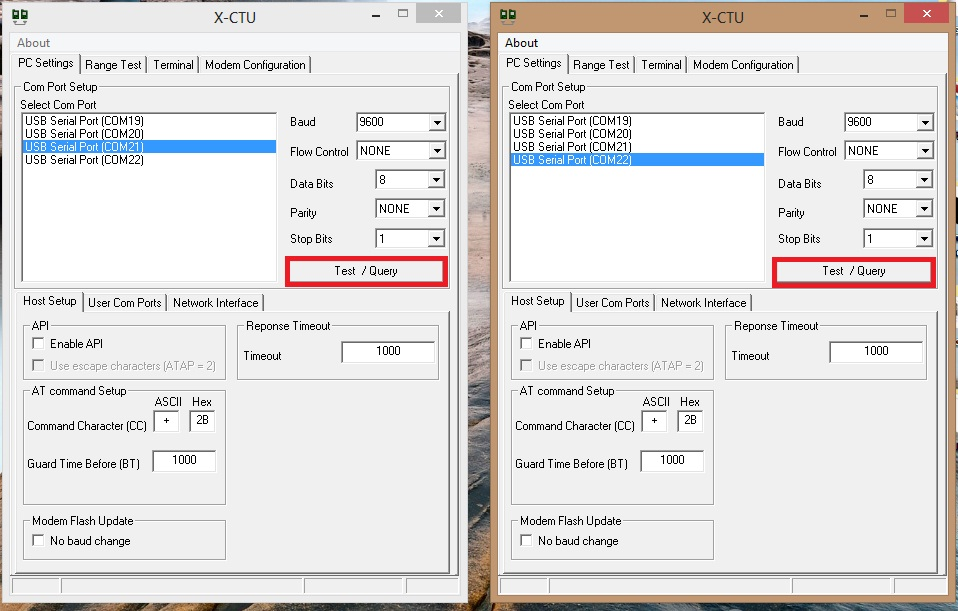 X-CTU
About
PC Settings Range Test Terminal Modem Configuration
Com Port Setup
Select Com Port
USB Serial Port (COM19)
USB Serial Port (COM20)
USB Serial Port (COM21)
USB Serial Port (COM22)
Baud 9600
Flow Control NONE
Data Bits 8
Parity NONE
Stop Bits 1
Test / Query
Host Setup User Com Ports Network Interface
API
Enable API
Use escape characters (ATAP = 2)
Reponse Timeout
Timeout 1000
AT command Setup
ASCII Hex
Command Character (CC) + 2B
Guard Time Before (BT) 1000
Modem Flash Update
No baud change
X-CTU
About
PC Settings Range Test Terminal Modem Configuration
Com Port Setup
Select Com Port
USB Serial Port (COM19)
USB Serial Port (COM20)
USB Serial Port (COM21)
USB Serial Port (COM22)
Baud 9600
Flow Control NONE
Data Bits 8
Parity NONE
Stop Bits 1
Test / Query
Host Setup User Com Ports Network Interface
API
Enable API
Use escape characters (ATAP = 2)
Reponse Timeout
Timeout 1000
AT command Setup
ASCII Hex
Command Character (CC) + 2B
Guard Time Before (BT) 1000
Modem Flash Update
No baud change